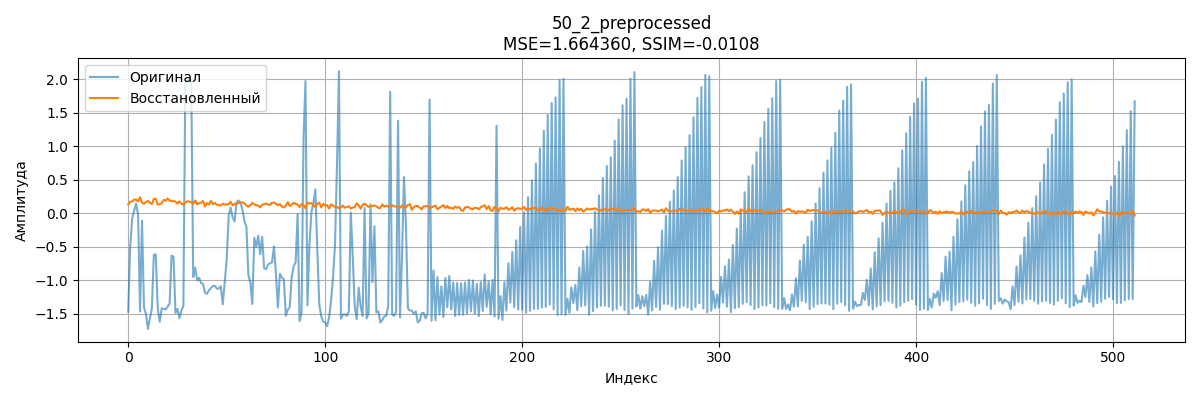 50_2_preprocessed
MSE=1.664360, SSIM=-0.0108
Оригинал
Восстановленный
Амплитуда
2.0
1.5
1.0
0.5
0.0
−0.5
−1.0
−1.5
0 100 200 300 400 500
Индекс